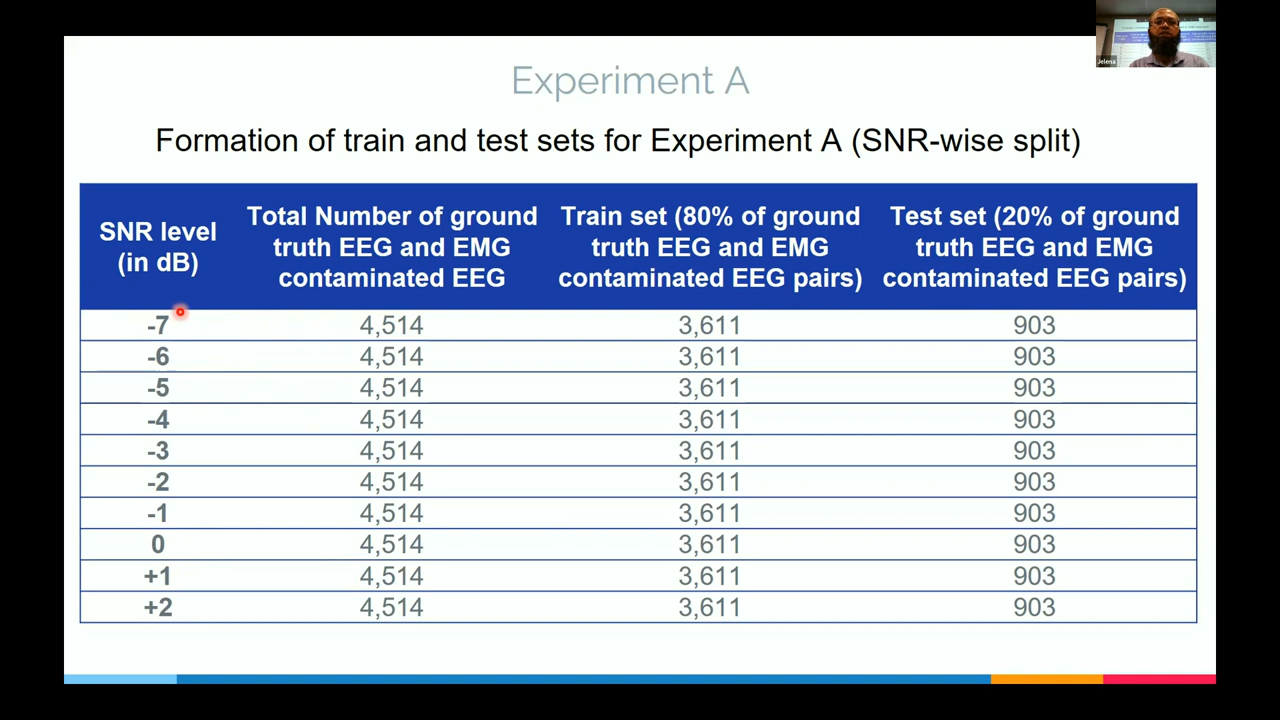 Jelena
Experiment A
Formation of train and test sets for Experiment A (SNR-wise split)
SNR level
(in dB)
Total Number of ground
truth EEG and EMG
contaminated EEG
Train set (80% of ground
truth EEG and EMG
contaminated EEG pairs)
Test set (20% of ground
truth EEG and EMG
contaminated EEG pairs)
-7 4,514 3,611 903
-6 4,514 3,611 903
-5 4,514 3,611 903
-4 4,514 3,611 903
-3 4,514 3,611 903
-2 4,514 3,611 903
-1 4,514 3,611 903
0 4,514 3,611 903
+1 4,514 3,611 903
+2 4,514 3,611 903